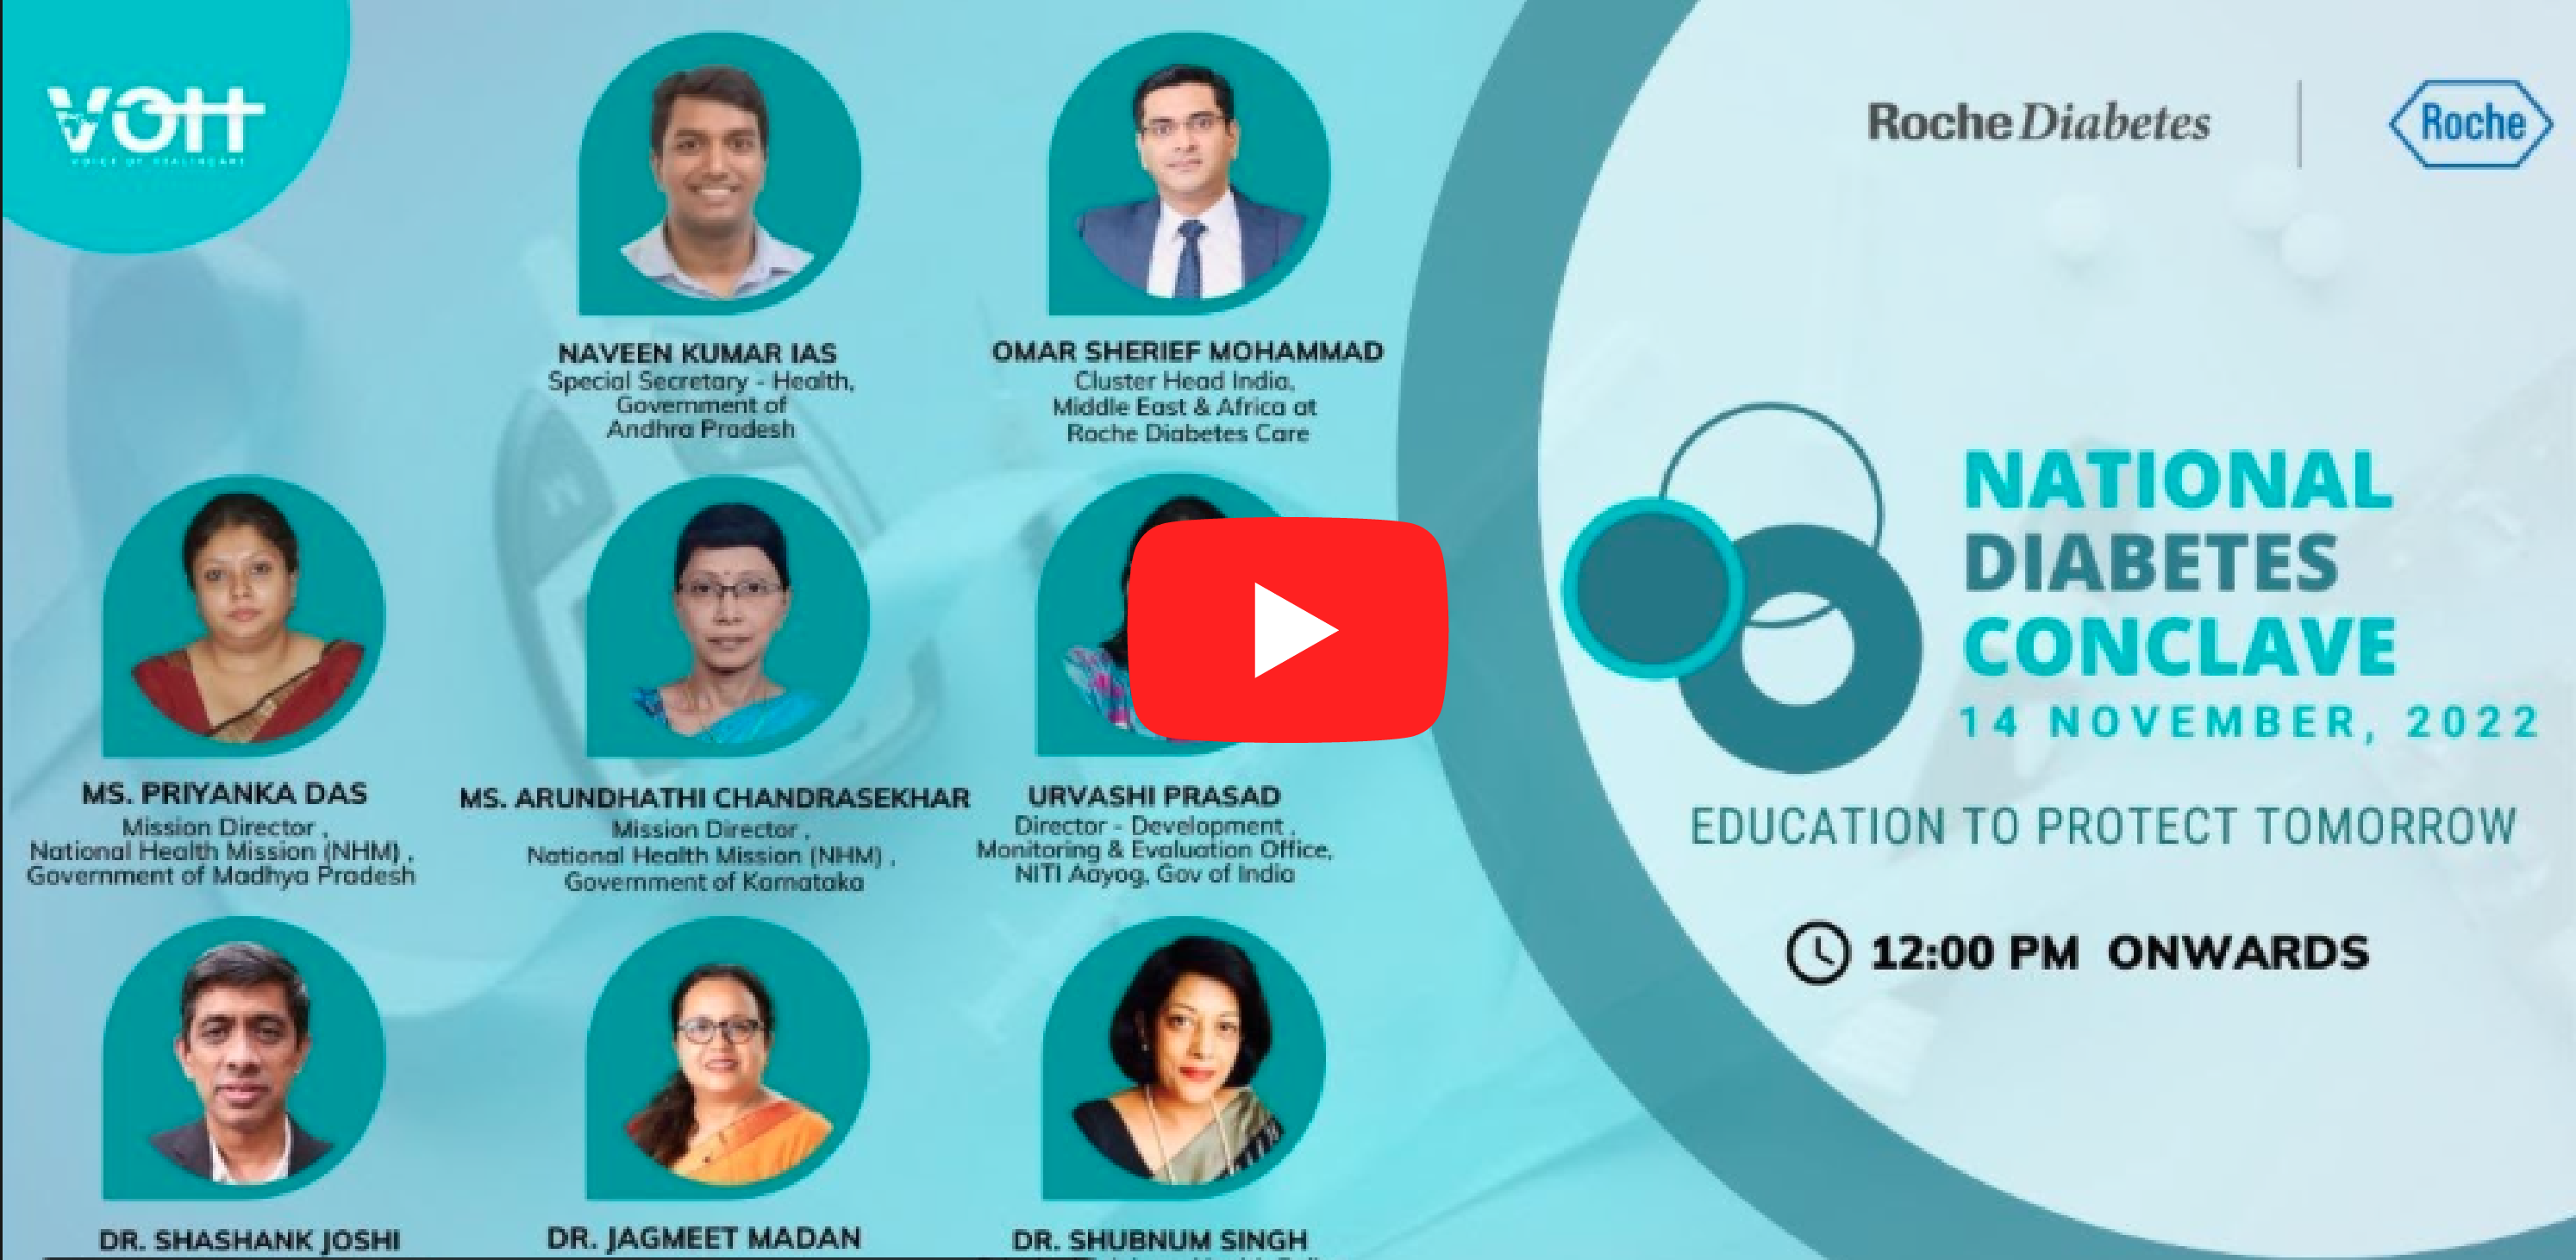 VOH
VOICE OF HEALTHCARE
Roche Diabetes
Roche
NAVEEN KUMAR IAS
Special Secretary - Health,
Government of
Andhra Pradesh
OMAR SHERIEF MOHAMMAD
Cluster Head India,
Middle East & Africa at
Roche Diabetes Care
MS. PRIYANKA DAS
Mission Director ,
National Health Mission (NHM) ,
Government of Madhya Pradesh
MS. ARUNDHATHI CHANDRASEKHAR
Mission Director ,
National Health Mission (NHM) ,
Government of Karnataka
URVASHI PRASAD
Director - Development ,
Monitoring & Evaluation Office,
NITI Aayog, Gov of India
DR. SHASHANK JOSHI
DR. JAGMEET MADAN
DR. SHUBNUM SINGH
NATIONAL
DIABETES
CONCLAVE
14 NOVEMBER, 2022
EDUCATION TO PROTECT TOMORROW
12:00 PM ONWARDS